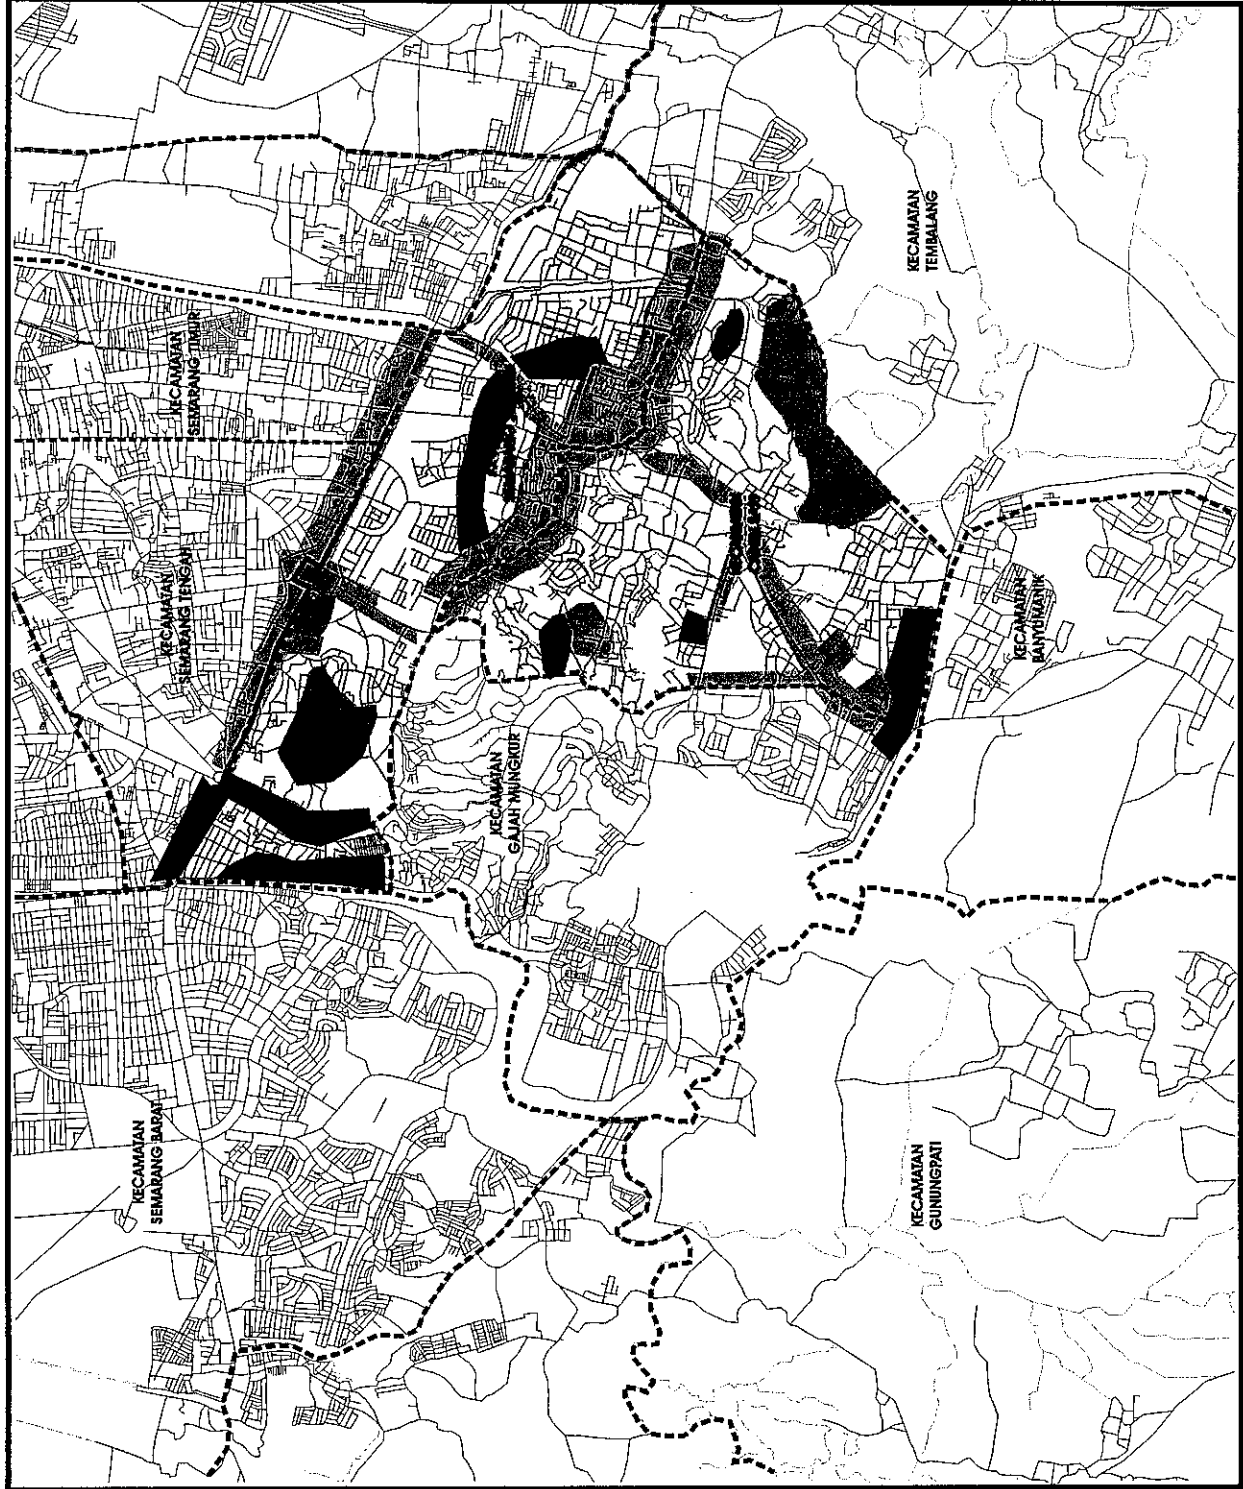 KECAMATAN
SEMARANG BARAT
KECAMATAN
SEMARANG TENGAH
KECAMATAN
SEMARANG TIMUR
KECAMATAN
GAJAH MUNGKUR
KECAMATAN
GUNUNGPATI
KECAMATAN
TEMBALANG
KECAMATAN
BANYUMANIK